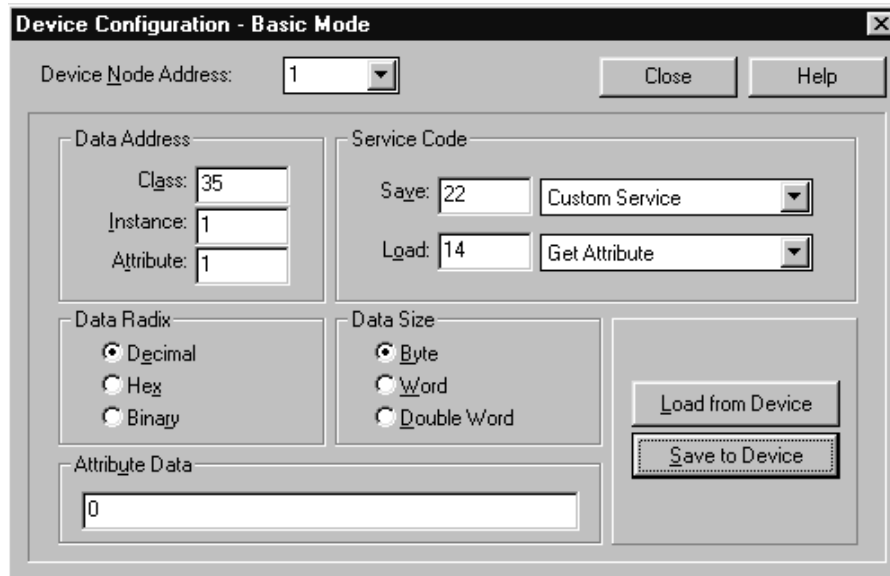 Device Configuration - Basic Mode
Device Node Address: 1 Close Help
Data Address
Class: 35
Instance: 1
Attribute: 1
Service Code
Save: 22 Custom Service
Load: 14 Get Attribute
Data Radix
Decimal
Hex
Binary
Data Size
Byte
Word
Double Word
Load from Device
Save to Device
Attribute Data
0